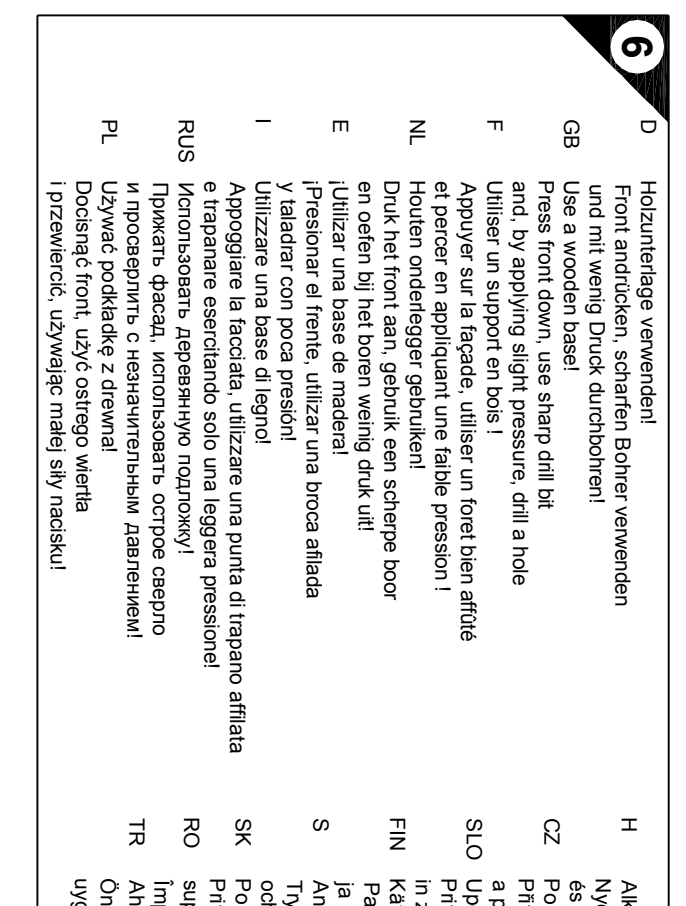 6
D Holzunterlage verwenden!
Front andrücken, scharfen Bohrer verwenden
und mit wenig Druck durchbohren!
GB Use a wooden base!
Press front down, use sharp drill bit
and, by applying slight pressure, drill a hole
F Utiliser un support en bois !
Appuyer sur la façade, utiliser un foret bien affûté
et percer en appliquant une faible pression !
NL Houten onderlegger gebruiken!
Druk het front aan, gebruik een scherpe boor
en oefen bij het boren weinig druk uit!
E ¡Utilizar una base de madera!
¡Presionar el frente, utilizar una broca afilada
y taladrar con poca presión!
I Utilizzare una base di legno!
Appoggiare la facciata, utilizzare una punta di trapano affilata
e trapanare esercitando solo una leggera pressione!
RUS Использовать деревянную подложку!
Прижать фасад, использовать острое сверло
и просверлить с незначительным давлением!
PL Używać podkładkę z drewna!
Docisnąć front, użyć ostrego wiertła
i przewiercić, używając małej siły nacisku!
H
és
CZ
a
SLO
in
FIN
ja
S
och
SK
RO
TR